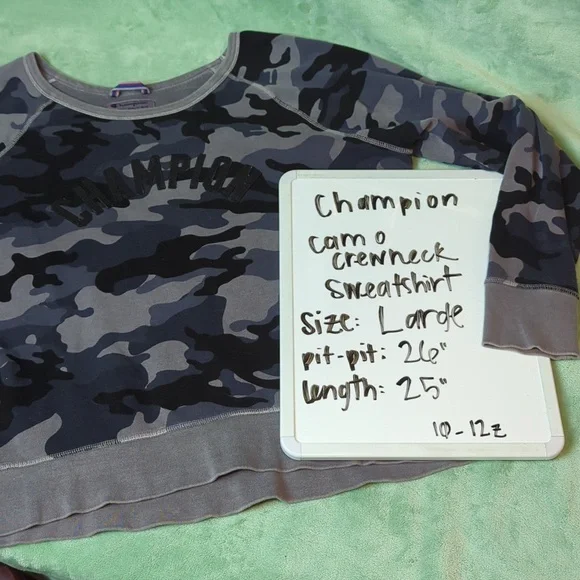 CHAMPION
Champion
camo
crewneck
sweatshirt
size: Large
pit-pit: 26"
length: 25"
10-12z